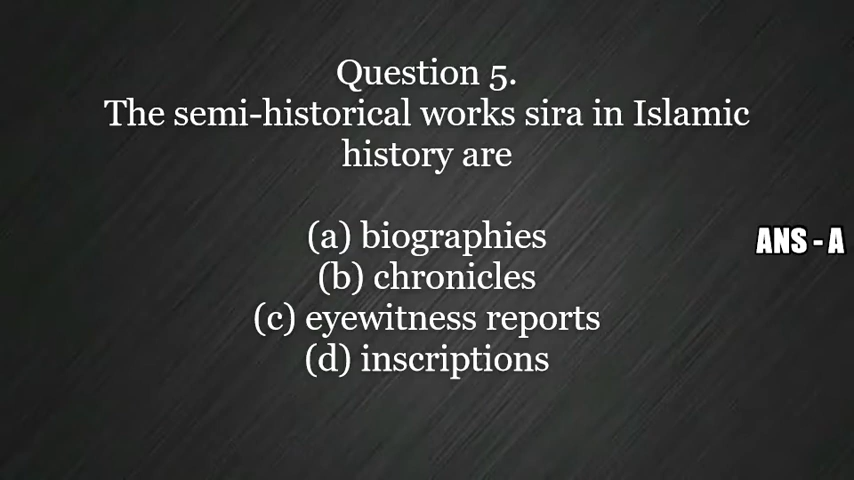 Question 5.
The semi-historical works sira in Islamic
history are
(a) biographies
(b) chronicles
(c) eyewitness reports
(d) inscriptions
ANS - A